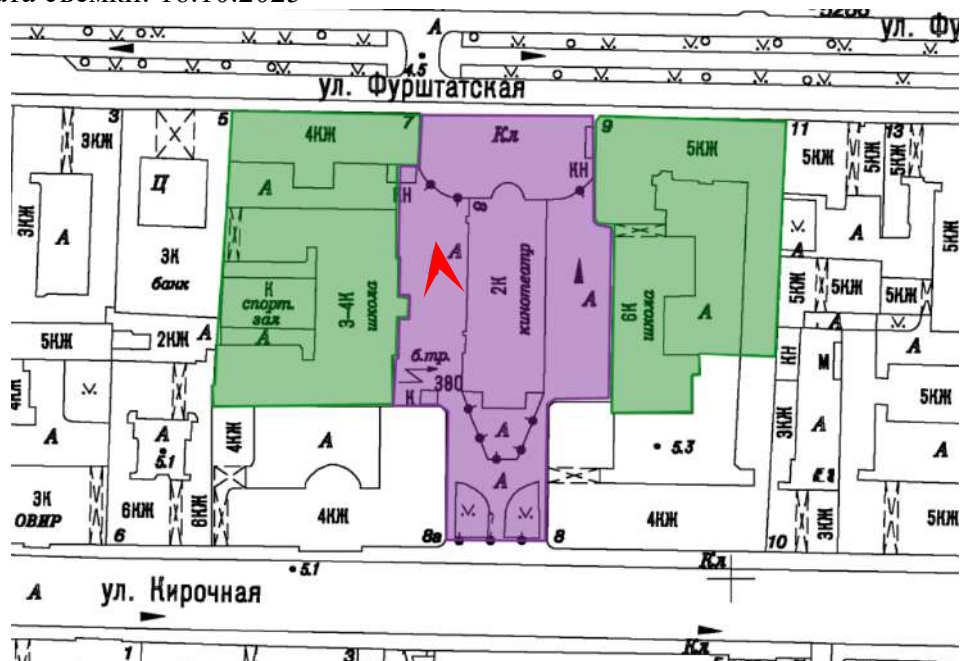 5200
ул. Фу
А
4.5
ул. Фурштатская
3
5
7
9
11
13
3КЖ
4КЖ
Кл
5КЖ
5КЖ
5КЖ
5КЖ
Ц
КН
КН
3КЖ
А
А
8
А
5КЖ
3К
банк
К
спорт.
зал
3-4К
школа
2К
кинотеатр
А
6К
школа
А
А
А
5КЖ
5КЖ
5КЖ
5КЖ
2КЖ
А
А
б.тр.
380
К
КН
М
А
А
4КЖ
А
А
5.1
4КЖ
А
А
5.3
3КЖ
А
5КЖ
А
3К
ОВИР
6КЖ
6КЖ
4КЖ
А
4КЖ
3КЖ
5КЖ
6
8а
8
10
Кл
5.1
А
ул. Кирочная
1
3
Кл